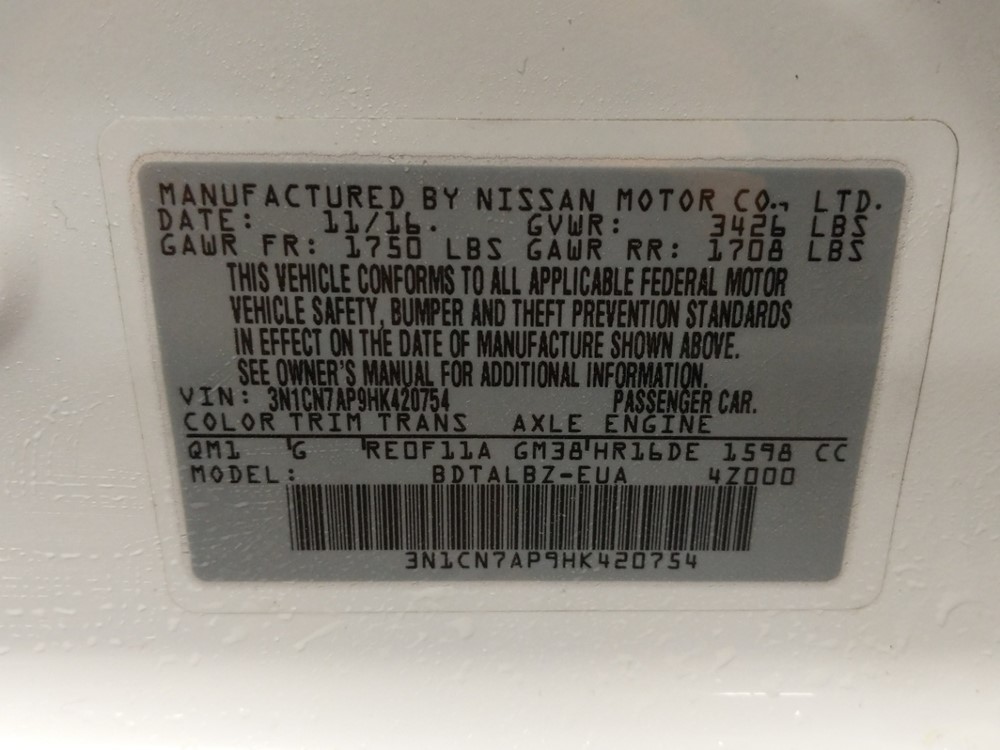 MANUFACTURED BY NISSAN MOTOR CO., LTD.
DATE: 11/16. GVWR: 3426 LBS
GAWR FR: 1750 LBS GAWR RR: 1708 LBS
THIS VEHICLE CONFORMS TO ALL APPLICABLE FEDERAL MOTOR
VEHICLE SAFETY, BUMPER AND THEFT PREVENTION STANDARDS
IN EFFECT ON THE DATE OF MANUFACTURE SHOWN ABOVE.
SEE OWNER'S MANUAL FOR ADDITIONAL INFORMATION.
VIN: 3N1CN7AP9HK420754 PASSENGER CAR.
COLOR TRIM TRANS AXLE ENGINE
QM1 'G 'RE0F11A GM38'HR16DE 1598 CC
MODEL: BDTALBZ-EUA 4Z000
3N1CN7AP9HK420754